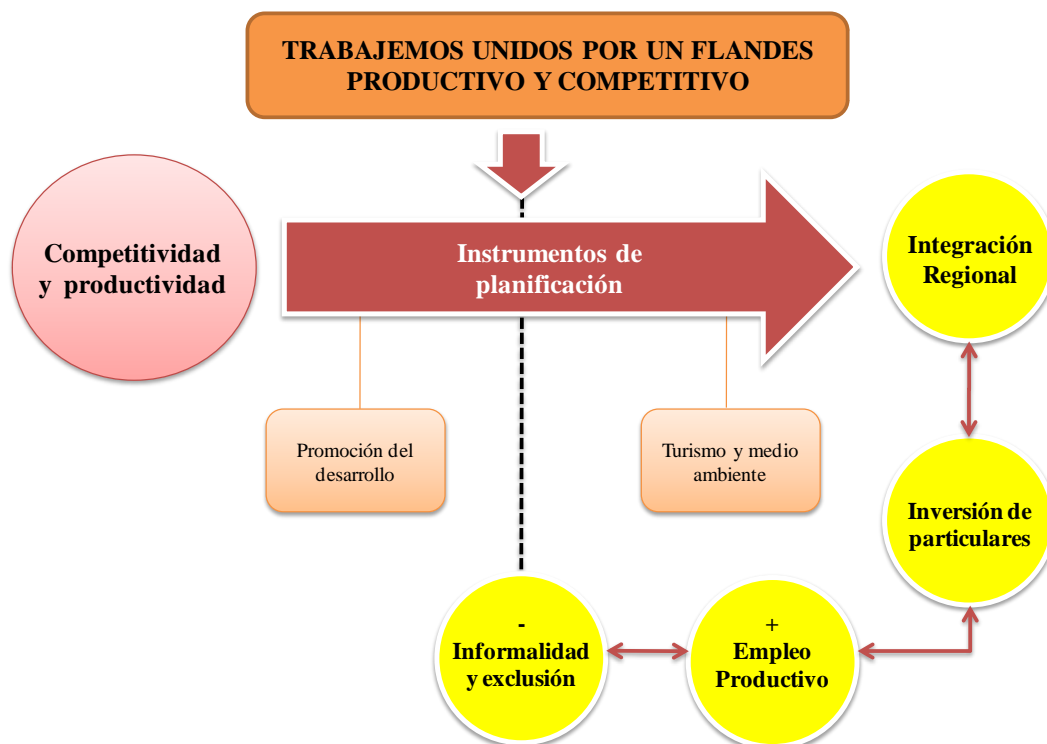 TRABAJEMOS UNIDOS POR UN FLANDES
PRODUCTIVO Y COMPETITIVO
Competitividad
y productividad
Instrumentos de
planificación
Integración
Regional
Promoción del
desarrollo
Turismo y medio
ambiente
Inversión de
particulares
-
Informalidad
y exclusión
+
Empleo
Productivo